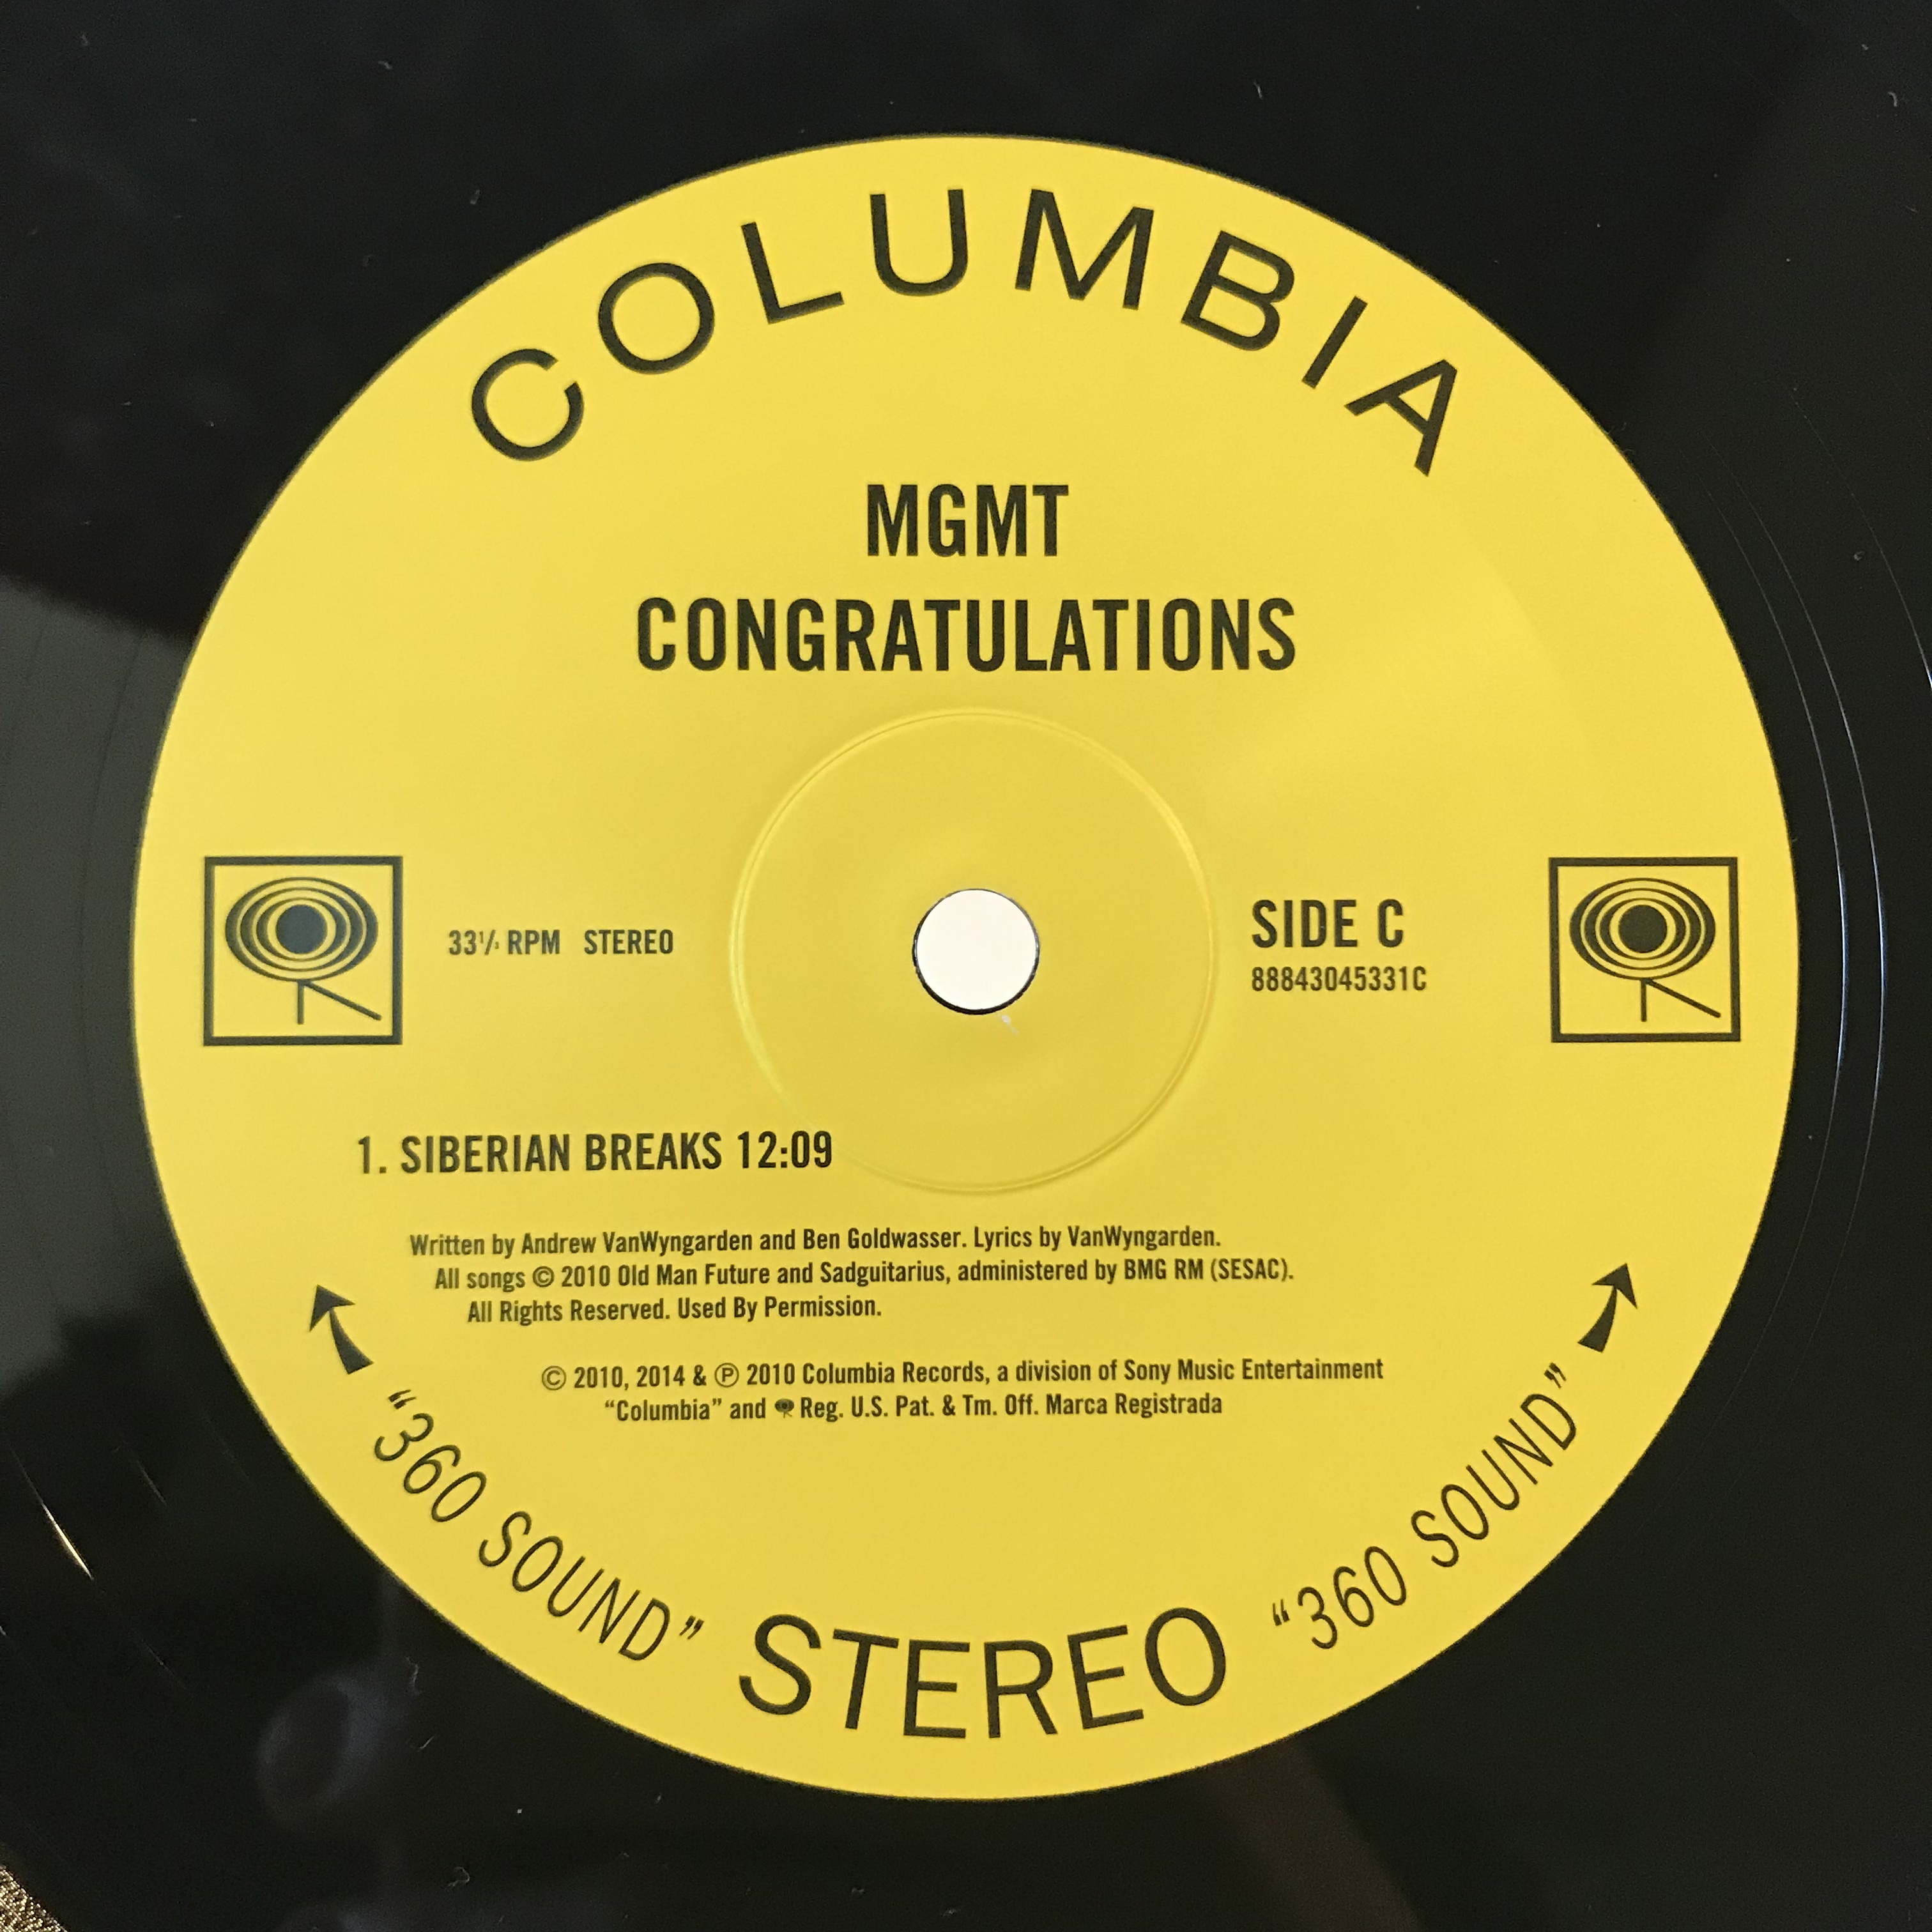 COLUMBIA
MGMT
CONGRATULATIONS
33⅓ RPM STEREO
SIDE C
88843045331C
1. SIBERIAN BREAKS 12:09
Written by Andrew VanWyngarden and Ben Goldwasser. Lyrics by VanWyngarden.
All songs © 2010 Old Man Future and Sadguitarius, administered by BMG RM (SESAC).
All Rights Reserved. Used By Permission.
© 2010, 2014 & ℗ 2010 Columbia Records, a division of Sony Music Entertainment
“Columbia” and Reg. U.S. Pat. & Tm. Off. Marca Registrada
“360 SOUND” STEREO “360 SOUND”